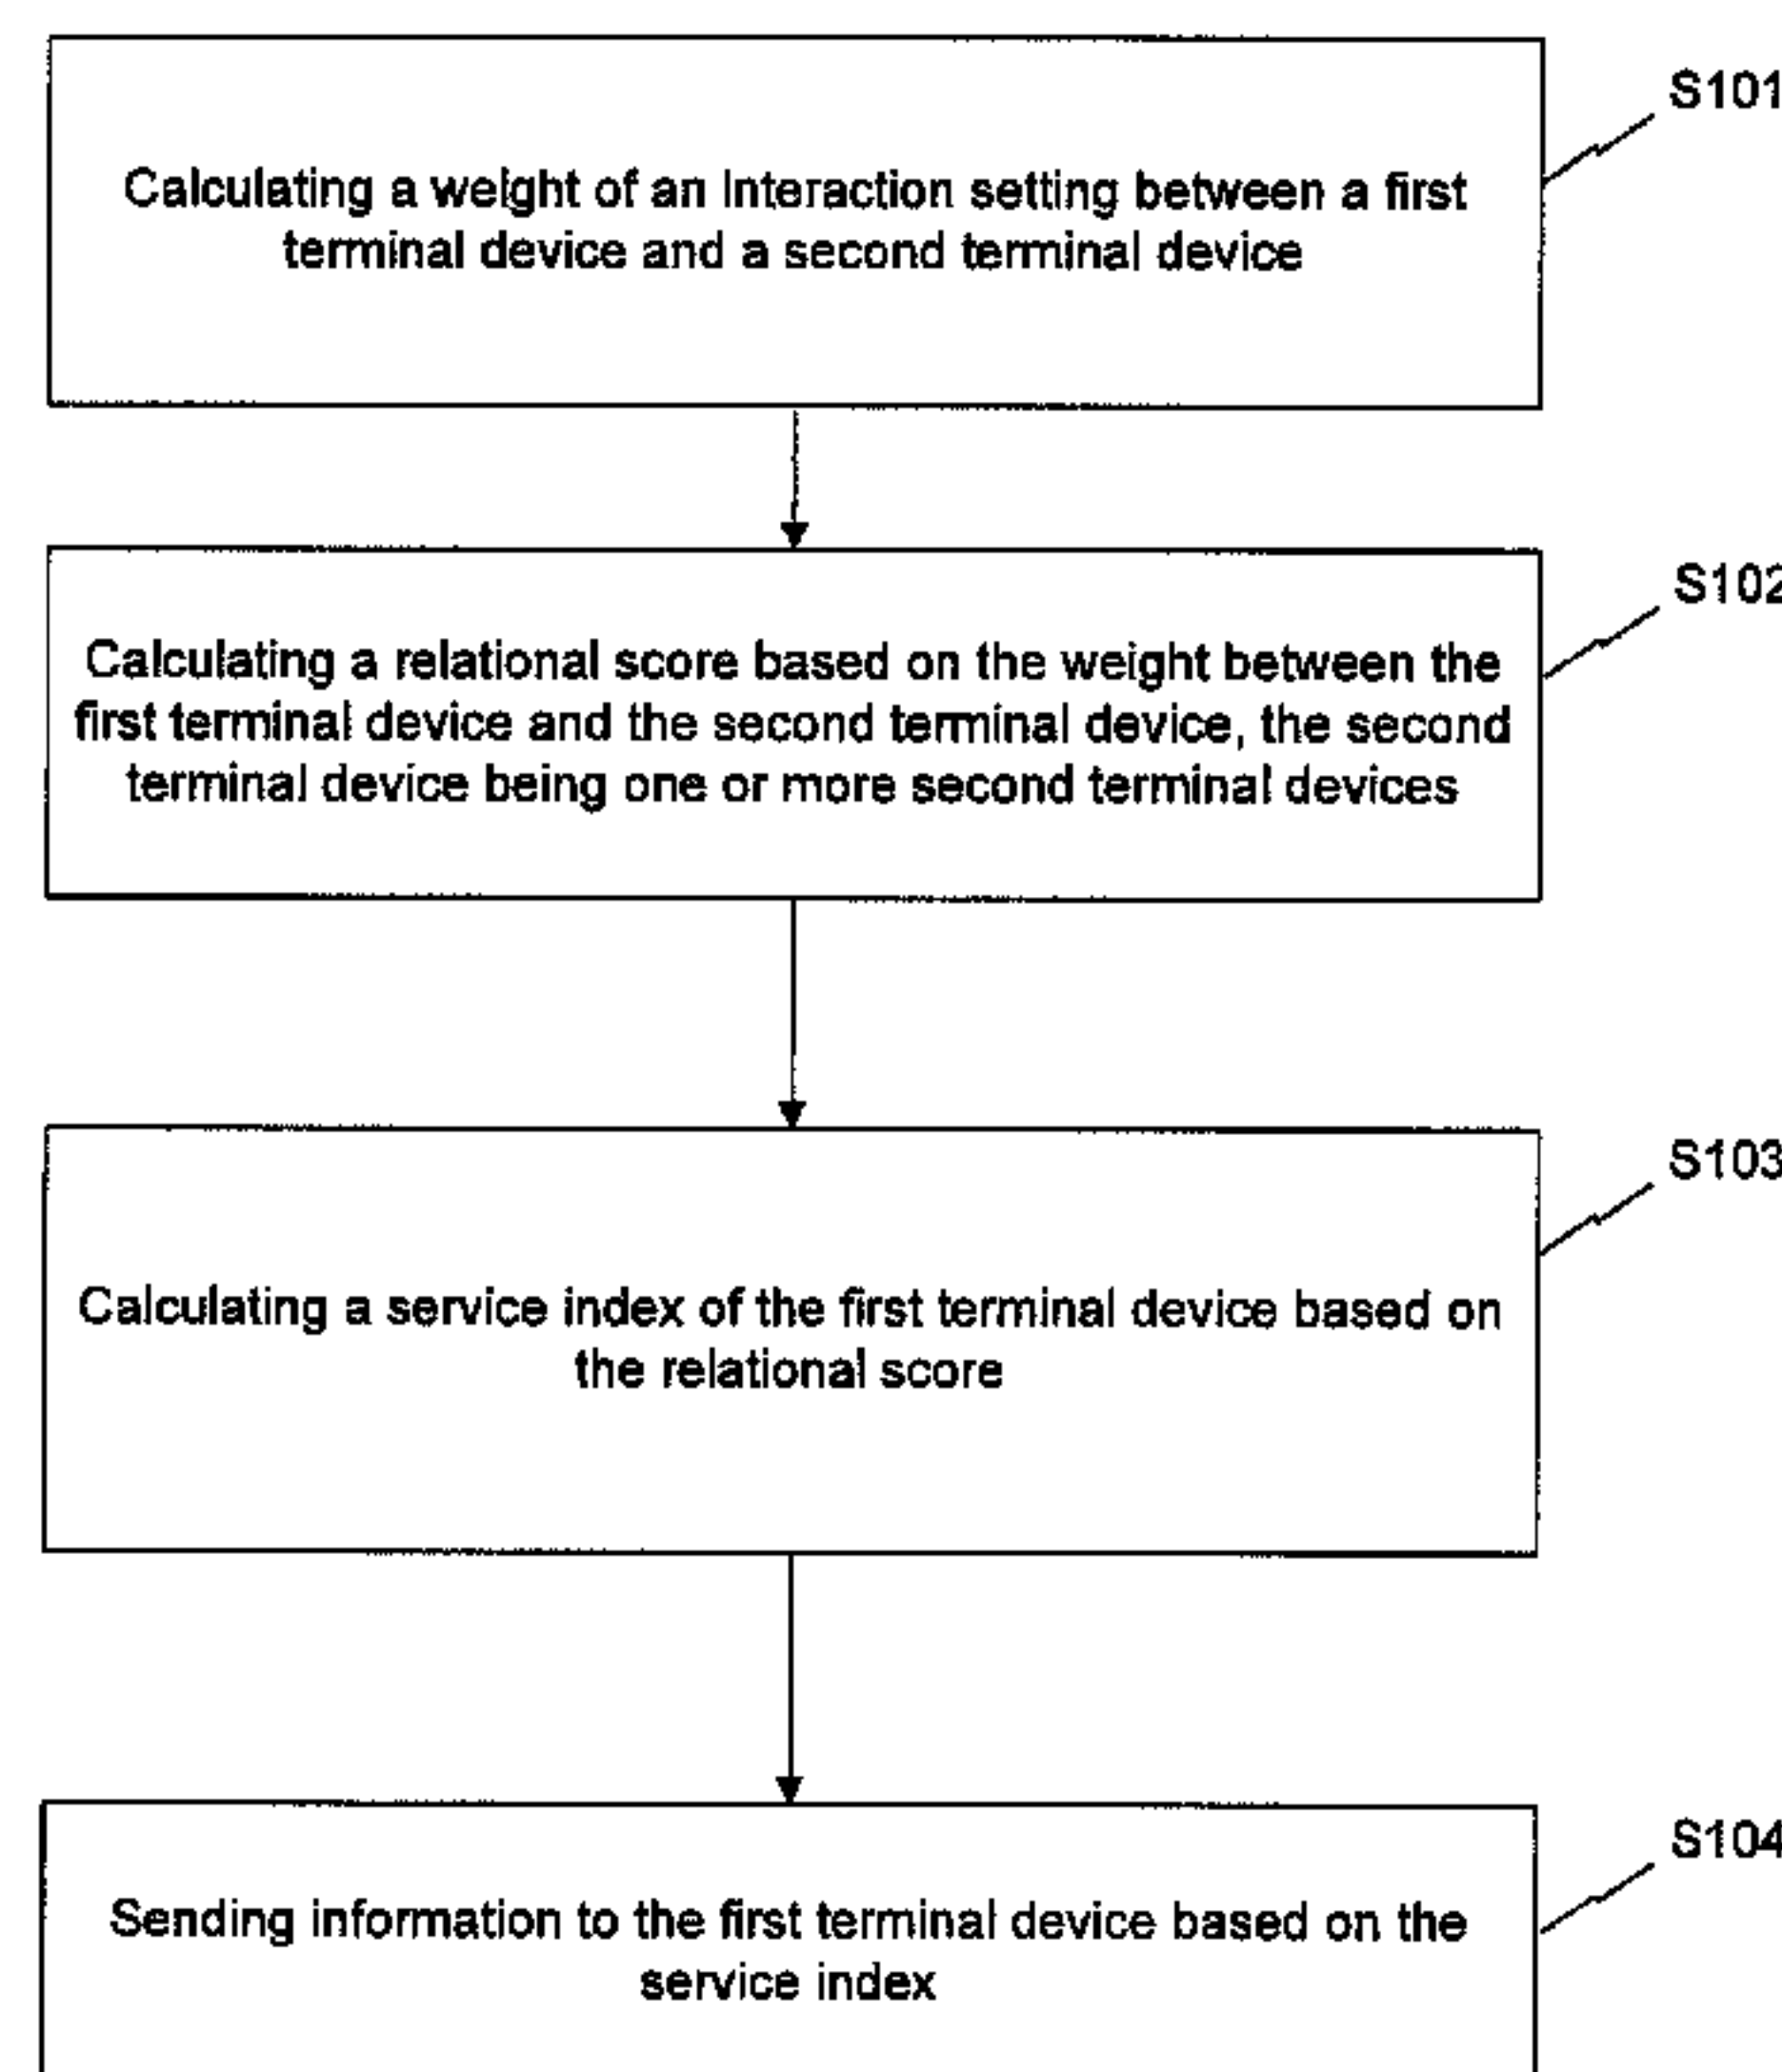 S101
Calculating a weight of an Interaction setting between a first
terminal device and a second terminal device
S102
Calculating a relational score based on the weight between the
first terminal device and the second terminal device, the second
terminal device being one or more second terminal devices
S103
Calculating a service index of the first terminal device based on
the relational score
S104
Sending information to the first terminal device based on the
service index